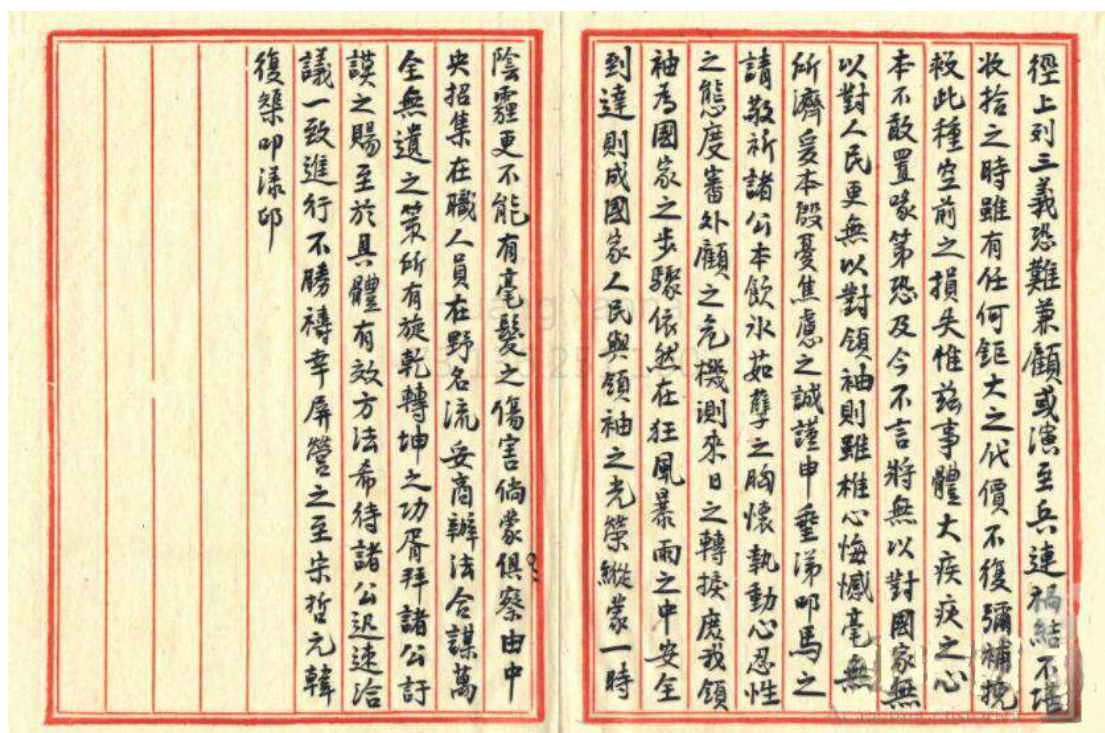 徑上列三義恐難兼顧或演至兵連禍結不堪
收拾之時雖有任何鉅大之代價不復彌補挽
救此種空前之損失惟茲事體大疾疚之心
本不敢置喙第恐及今不言將無以對國家無
以對人民更無以對領袖則雖椎心悔憾毫無
所濟爰本殷憂焦慮之誠謹申垂涕叩馬之
請敬祈諸公本飲冰茹孽之胸懷執動心忍性
之態度審外顧之危機測來日之轉捩庶我領
袖為國家之步驟依然在狂風暴雨之中安全
到達則成國家人民與領袖之光榮縱蒙一時
陰霾更不能有毫髮之傷害倘蒙俱察由中
央招集在職人員在野名流妥商辦法合謀萬
全無遺之策所有旋乾轉坤之功胥拜諸公訏
謨之賜至於具體有效方法希待諸公迅速洽
議一致進行不勝禱幸屏營之至宋哲元韓
復榘叩漾印